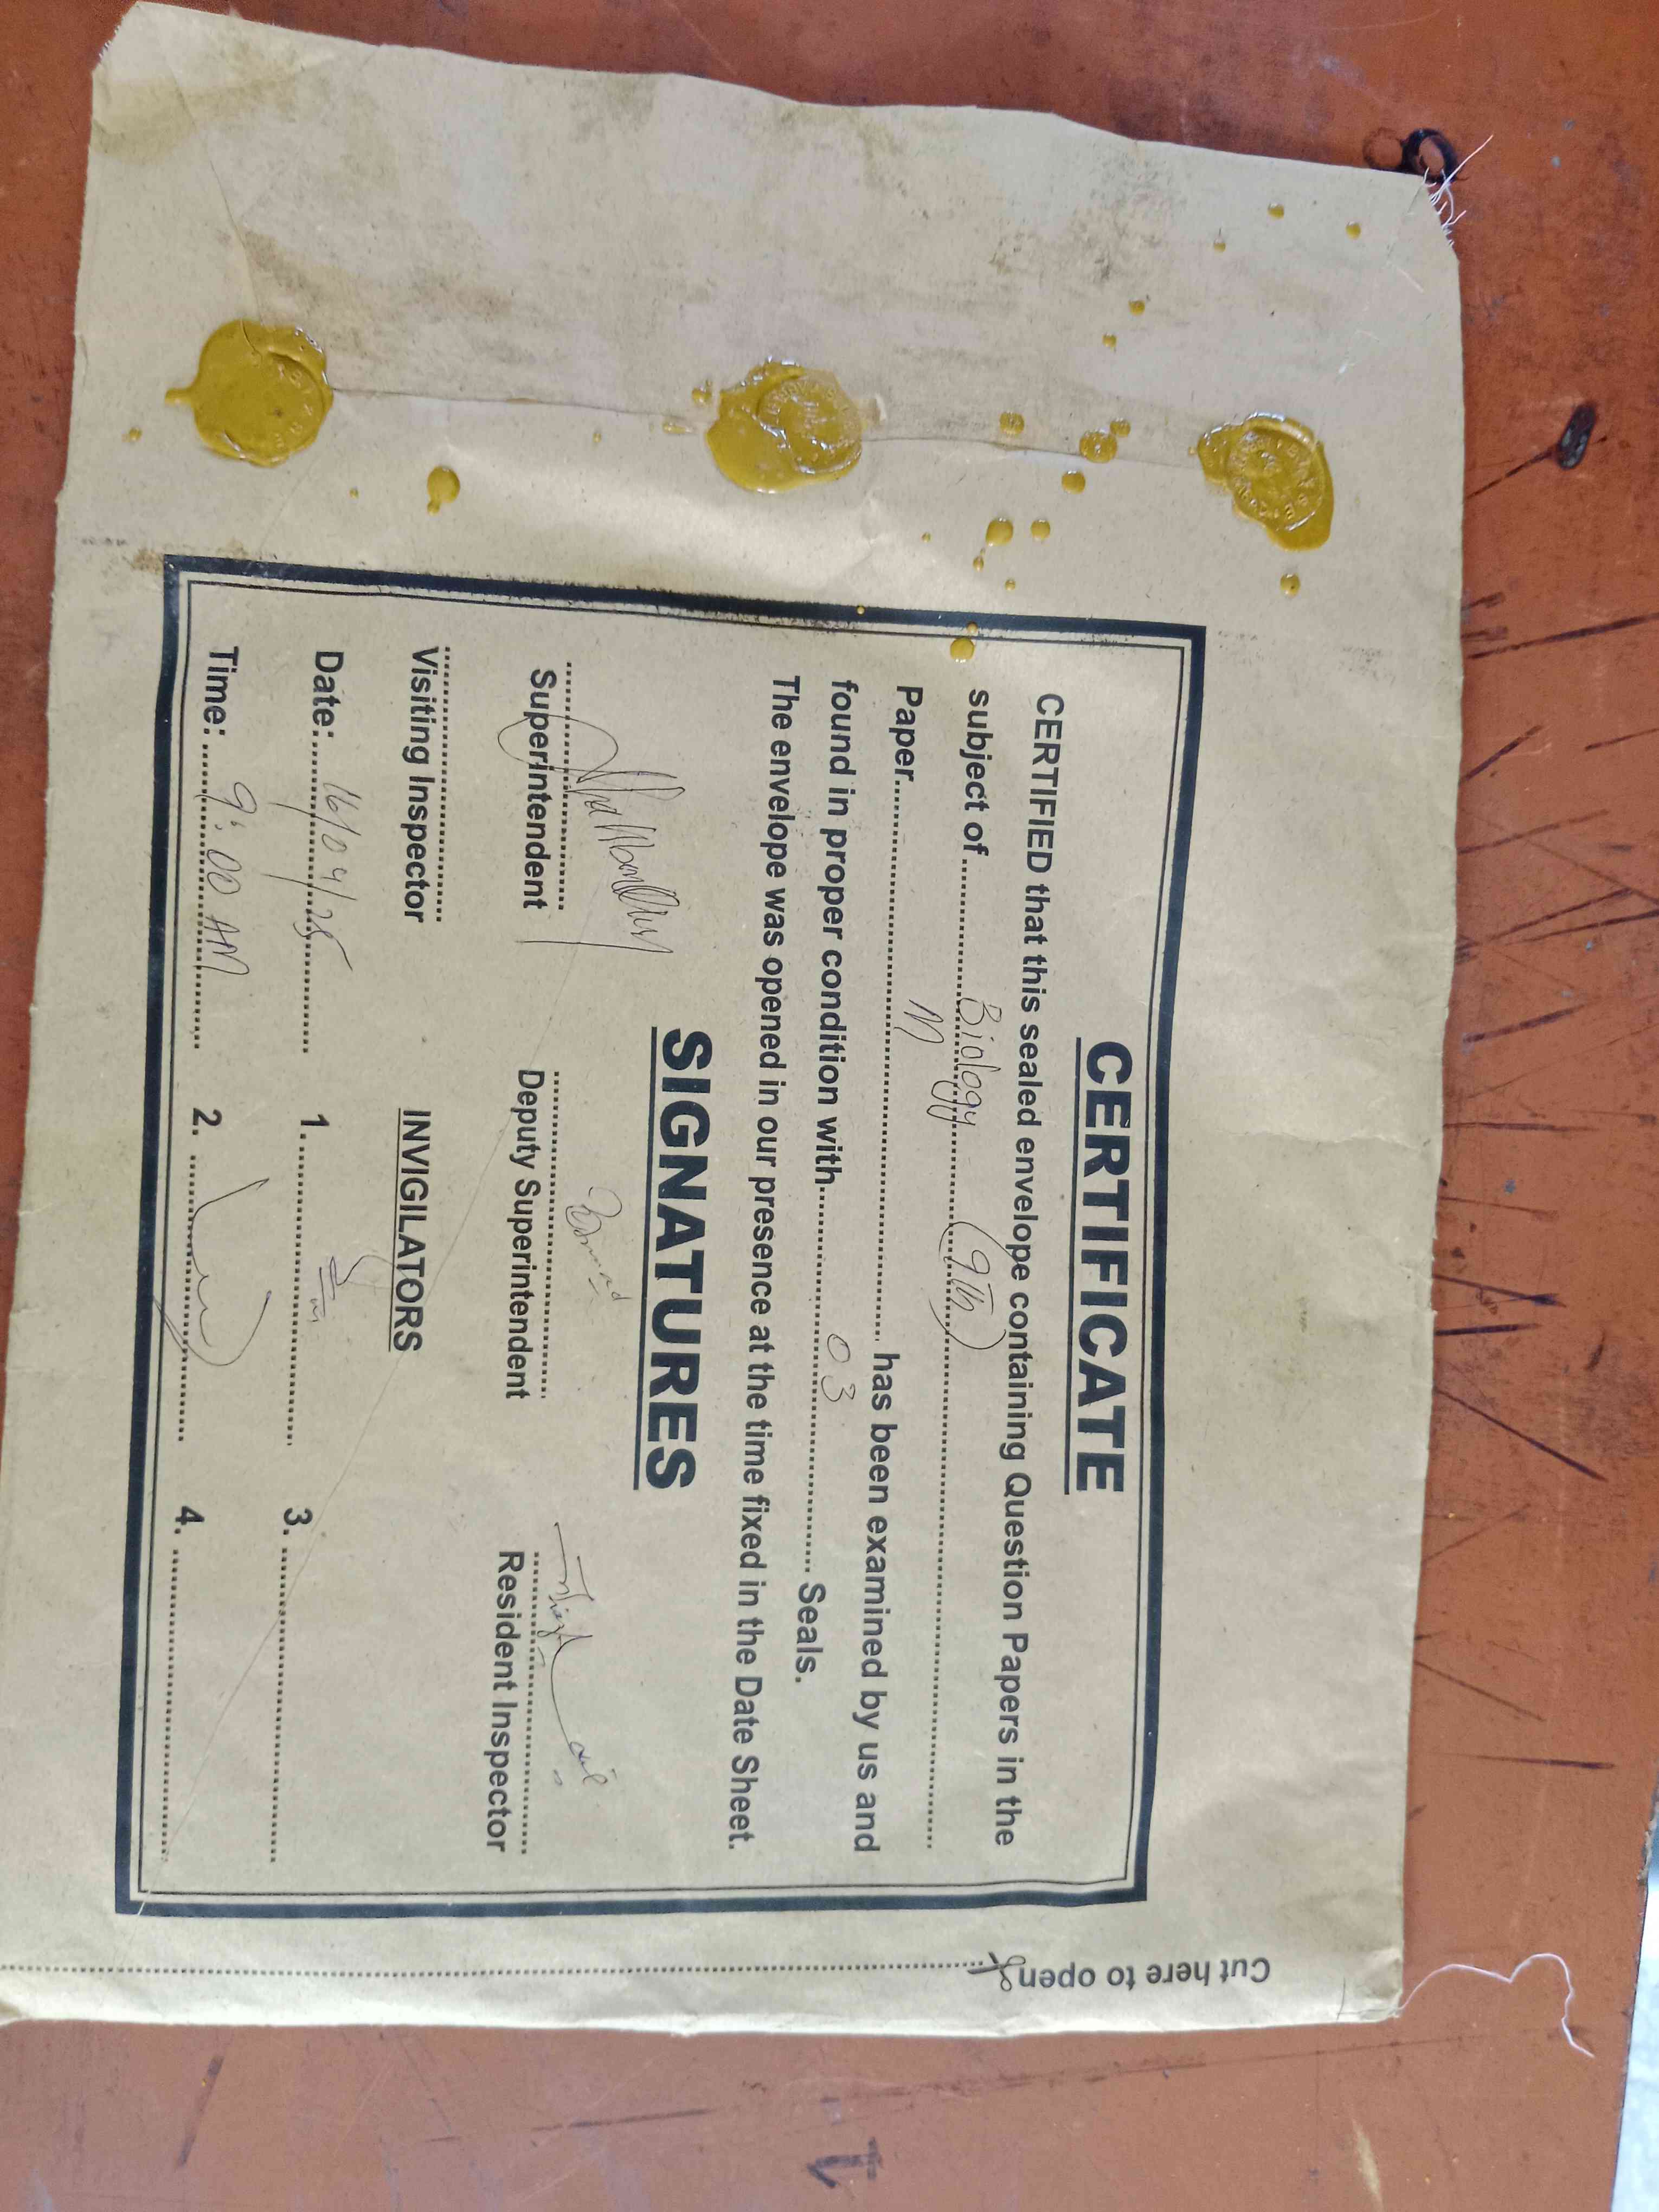 CERTIFICATE
CERTIFIED that this sealed envelope containing Question Papers in the
subject of Biology (9th)
Paper M has been examined by us and
found in proper condition with 03 Seals.
The envelope was opened in our presence at the time fixed in the Date Sheet.
SIGNATURES
Superintendent Deputy Superintendent Resident Inspector
Visiting Inspector INVIGILATORS
Date: 16/04/25 1. 3.
Time: 9:00 AM 2. 4.
Cut here to open